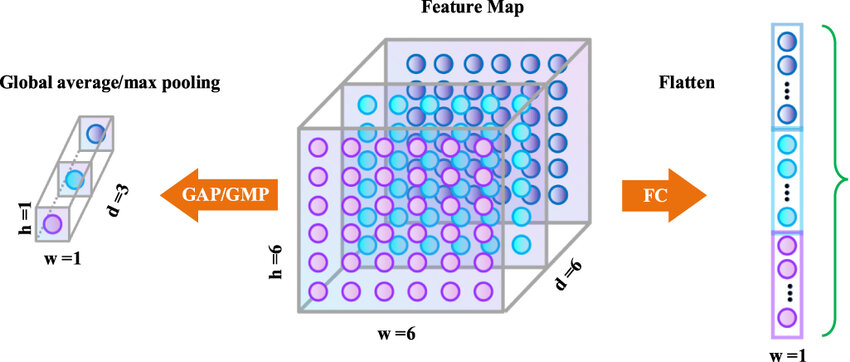 Feature Map
Global average/max pooling
Flatten
GAP/GMP
FC
h =1
d =3
w =1
h =6
d =6
w =6
w =1